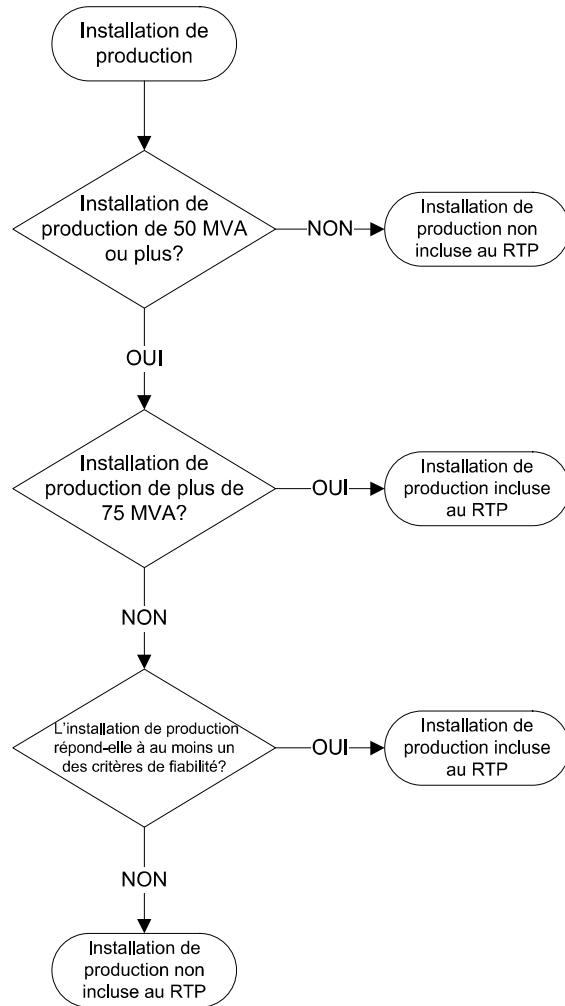 Installation de
production
Installation de
production de 50 MVA
ou plus?
NON
Installation de
production non
incluse au RTP
OUI
Installation de
production de plus de
75 MVA?
OUI
Installation de
production incluse
au RTP
NON
L'installation de production
répond-elle à au moins un
des critères de fiabilité?
OUI
Installation de
production incluse
au RTP
NON
Installation de
production non
incluse au RTP